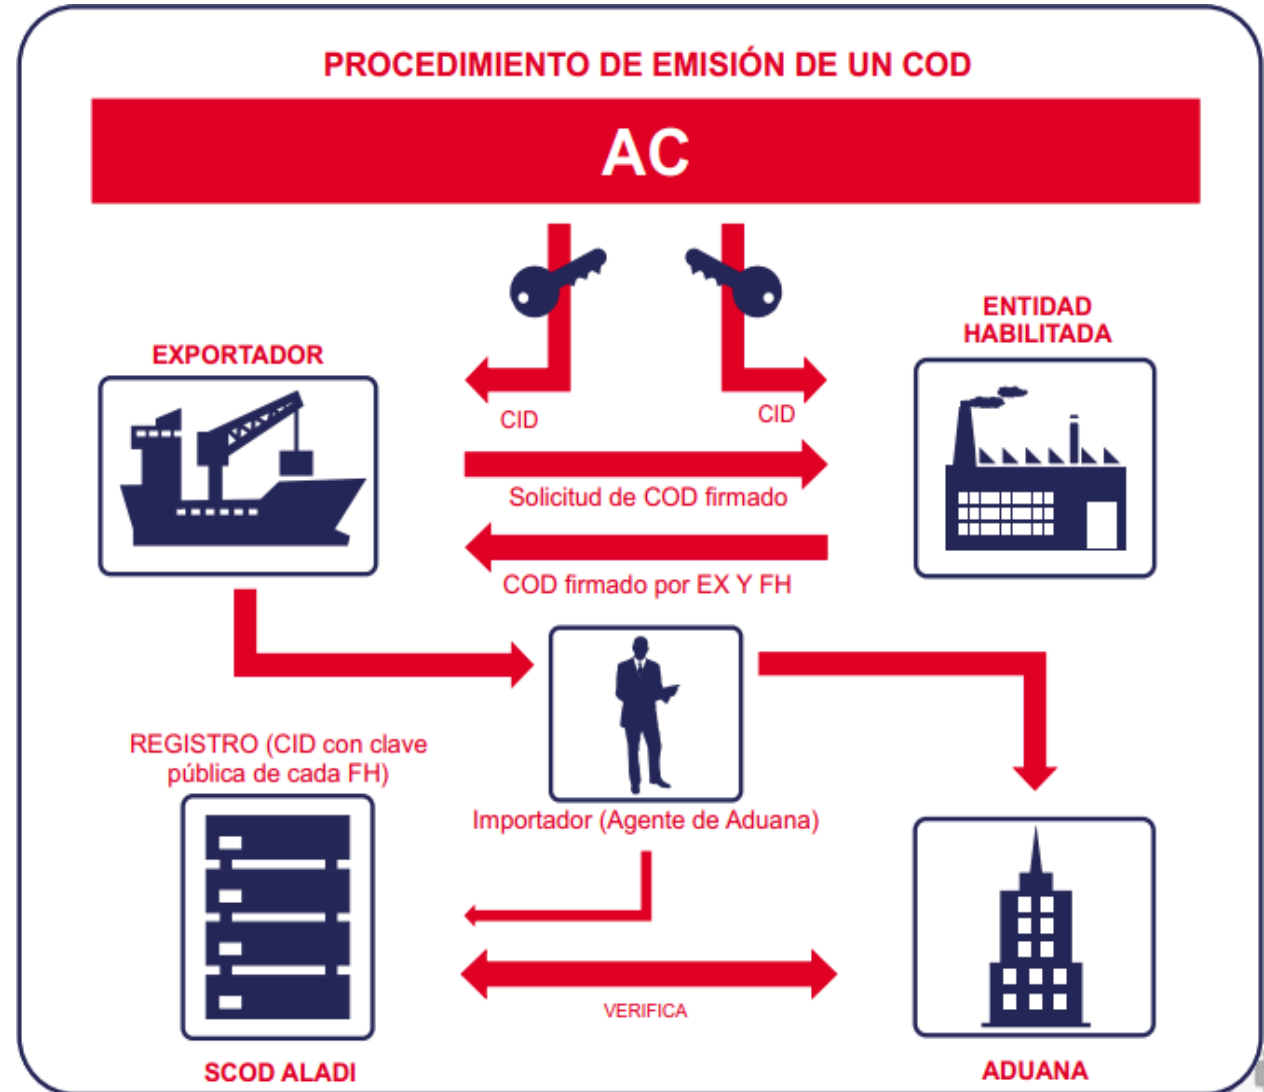 PROCEDIMIENTO DE EMISIÓN DE UN COD
AC
EXPORTADOR
ENTIDAD
HABILITADA
CID
CID
Solicitud de COD firmado
COD firmado por EX Y FH
REGISTRO (CID con clave
pública de cada FH)
Importador (Agente de Aduana)
VERIFICA
SCOD ALADI
ADUANA